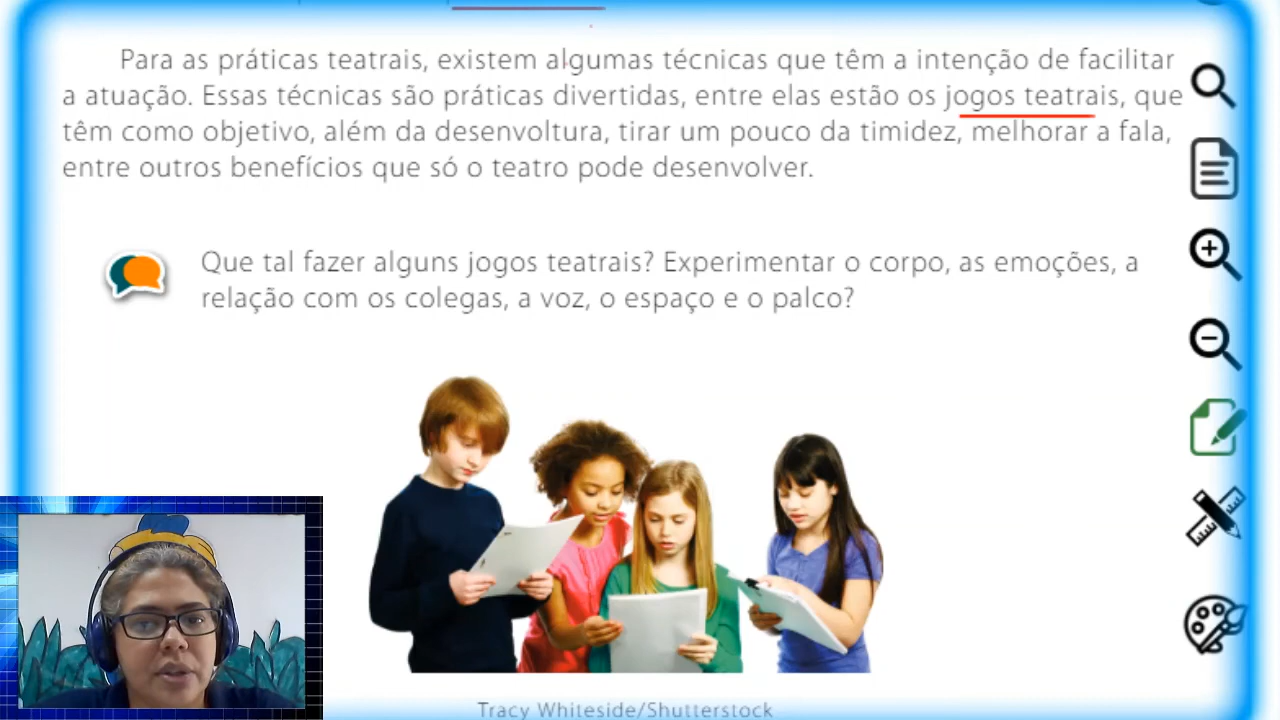 Para as práticas teatrais, existem algumas técnicas que têm a intenção de facilitar
a atuação. Essas técnicas são práticas divertidas, entre elas estão os jogos teatrais, que
têm como objetivo, além da desenvoltura, tirar um pouco da timidez, melhorar a fala,
entre outros benefícios que só o teatro pode desenvolver.
Que tal fazer alguns jogos teatrais? Experimentar o corpo, as emoções, a
relação com os colegas, a voz, o espaço e o palco?
Tracy Whiteside/Shutterstock